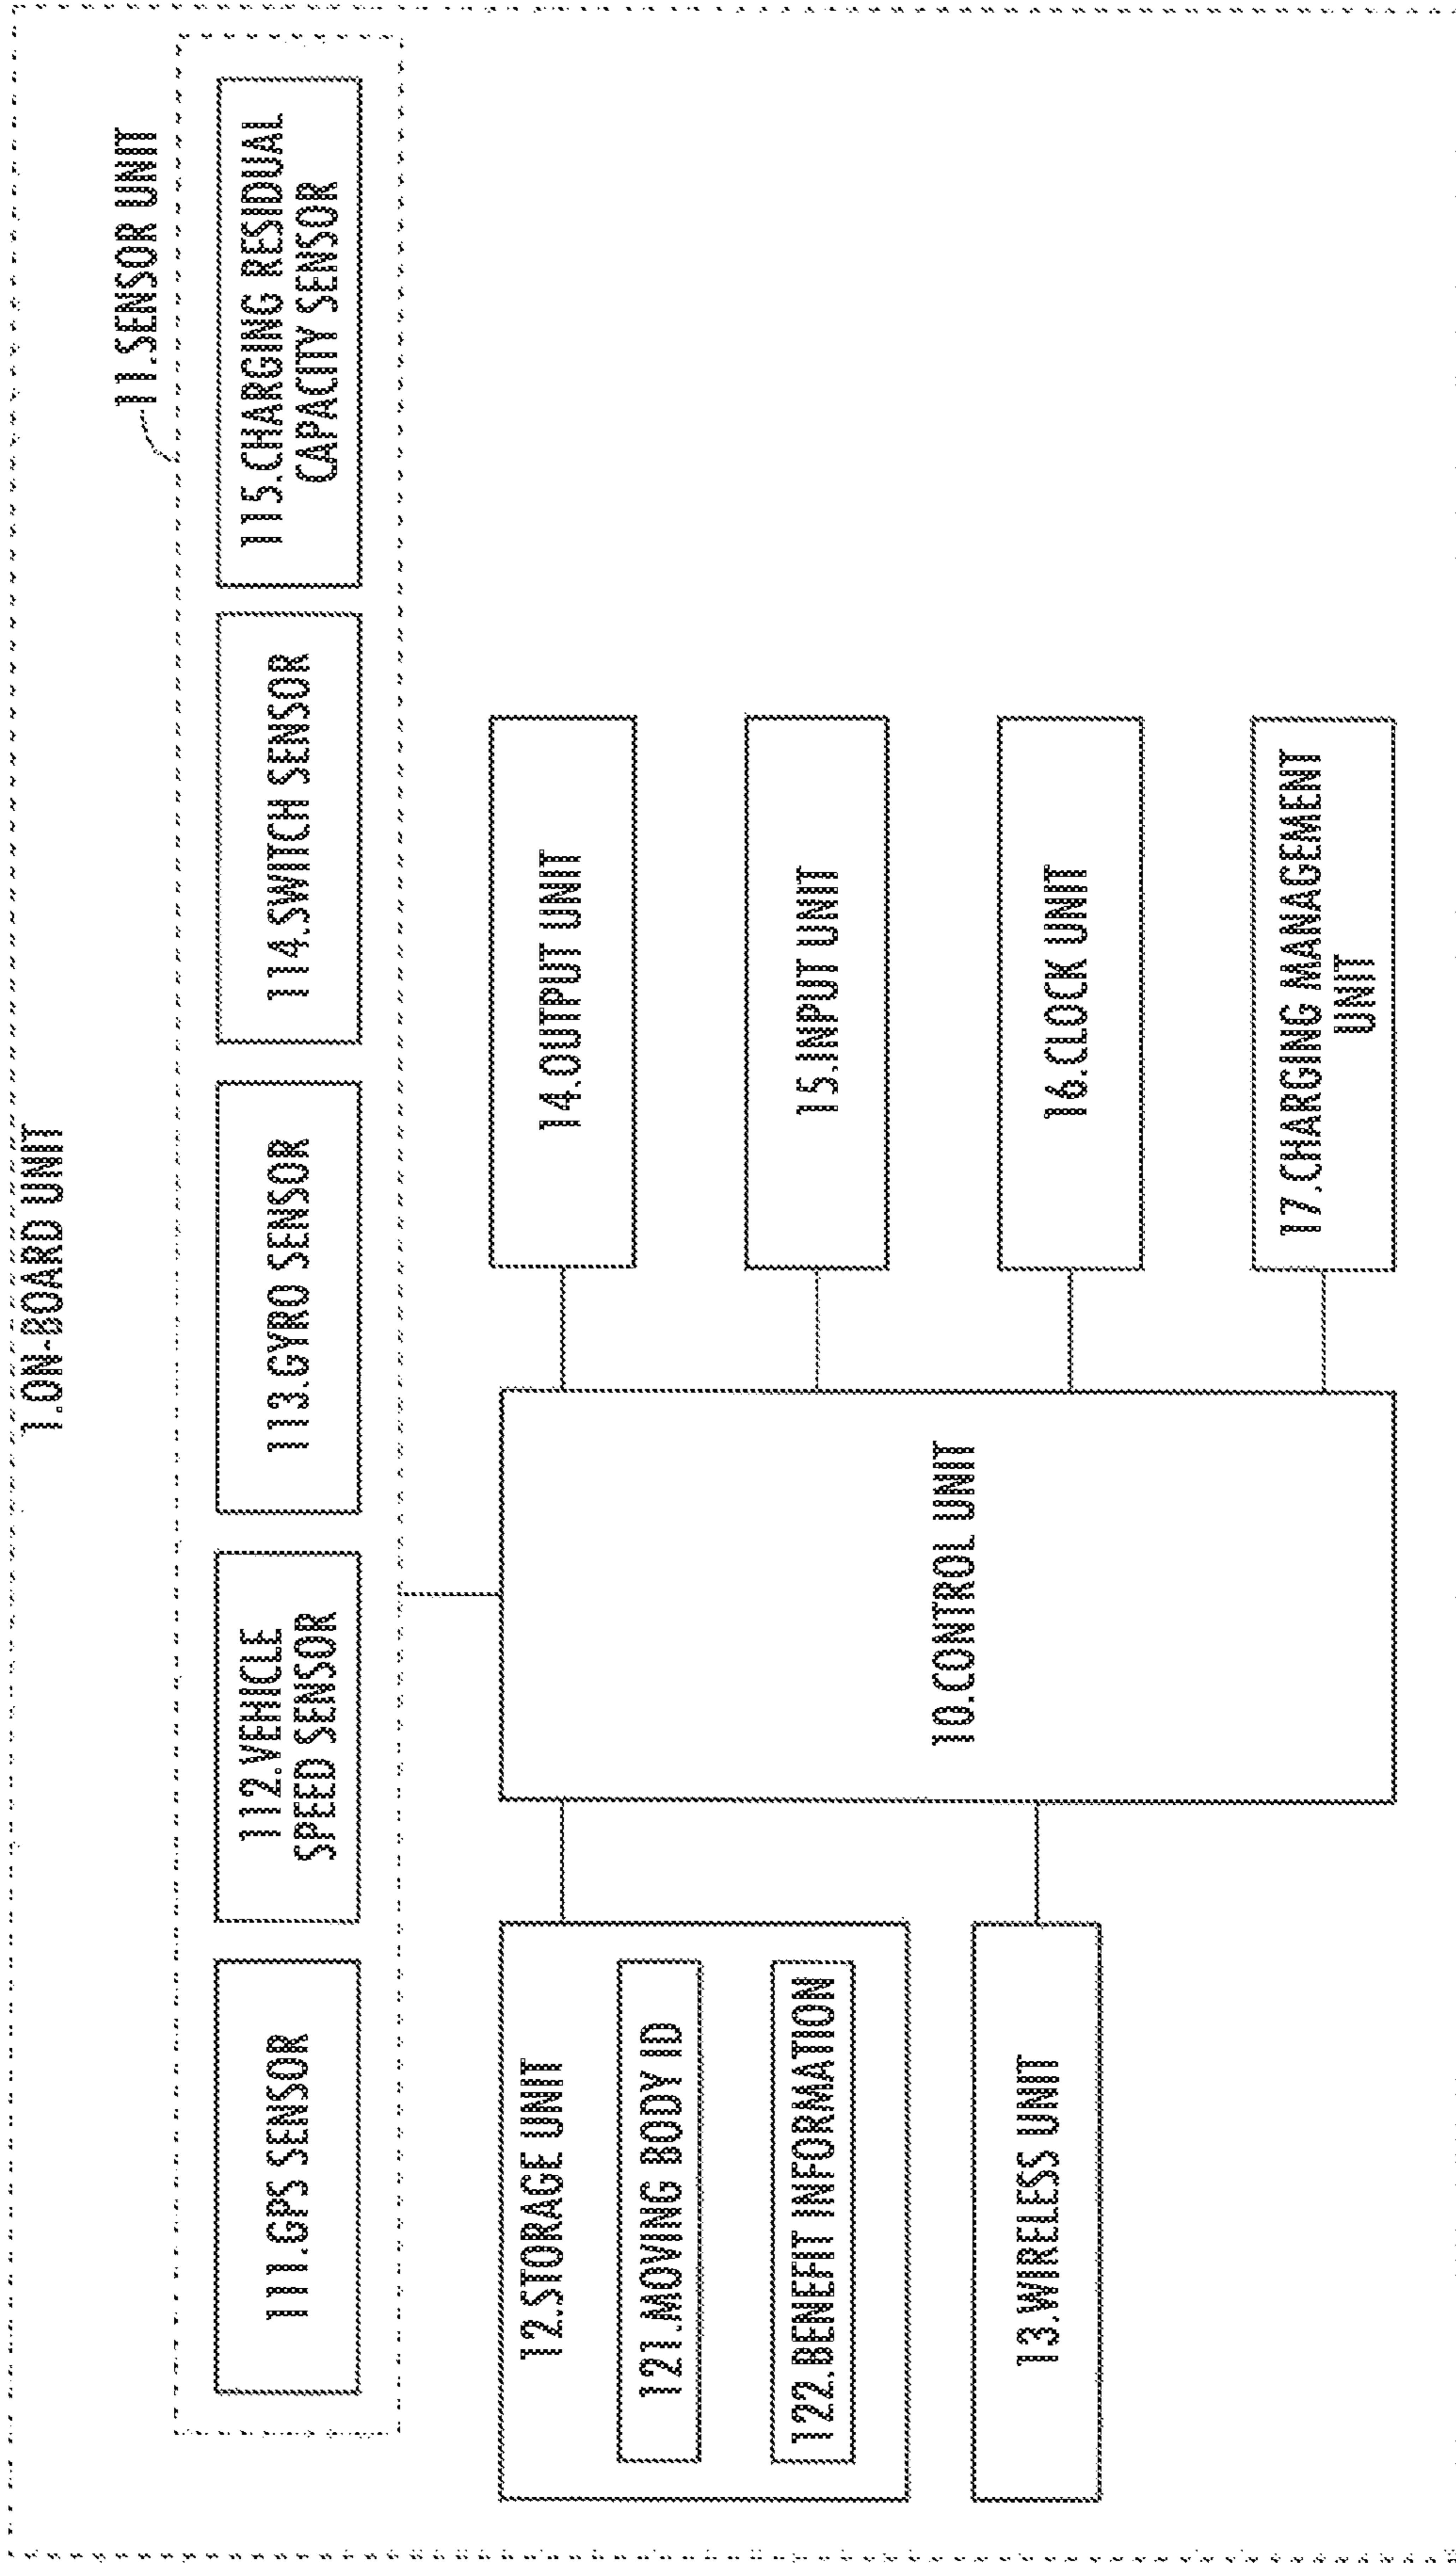 1.ON-BOARD UNIT
11.SENSOR UNIT
111.GPS SENSOR
112.VEHICLE
SPEED SENSOR
113.GYRO SENSOR
114.SWITCH SENSOR
115.CHARGING RESIDUAL
CAPACITY SENSOR
12.STORAGE UNIT
121.MOVING BODY ID
122.BENEFIT INFORMATION
13.WIRELESS UNIT
10.CONTROL UNIT
14.OUTPUT UNIT
15.INPUT UNIT
16.CLOCK UNIT
17.CHARGING MANAGEMENT
UNIT